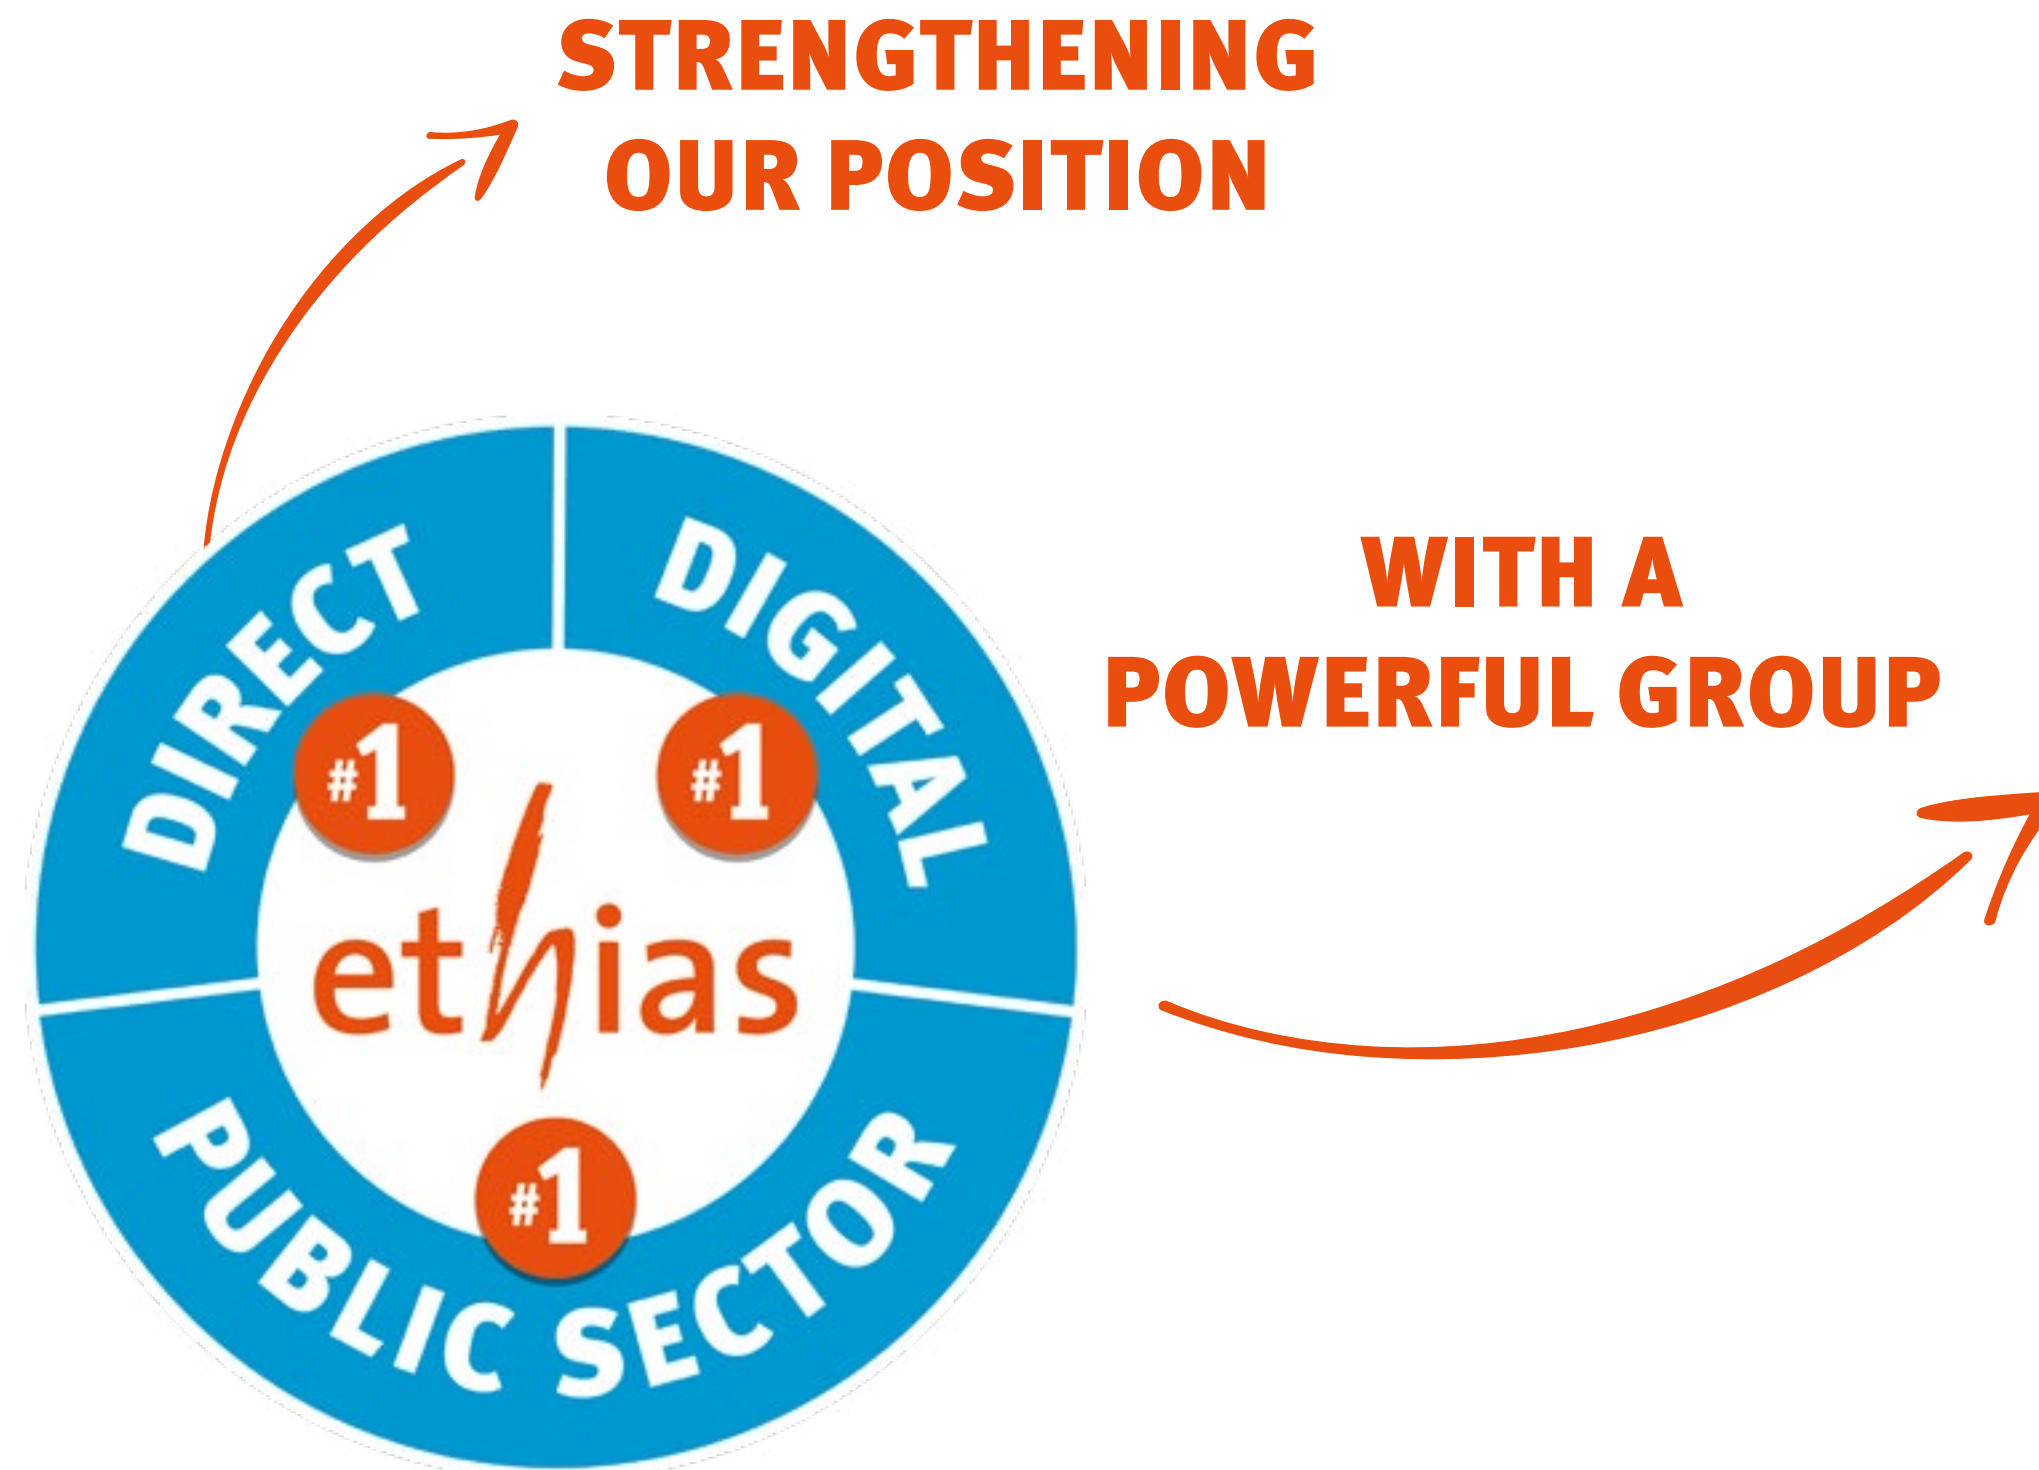 STRENGTHENING
OUR POSITION
WITH A
POWERFUL GROUP
DIRECT
DIGITAL
#1
#1
ethias
#1
PUBLIC SECTOR